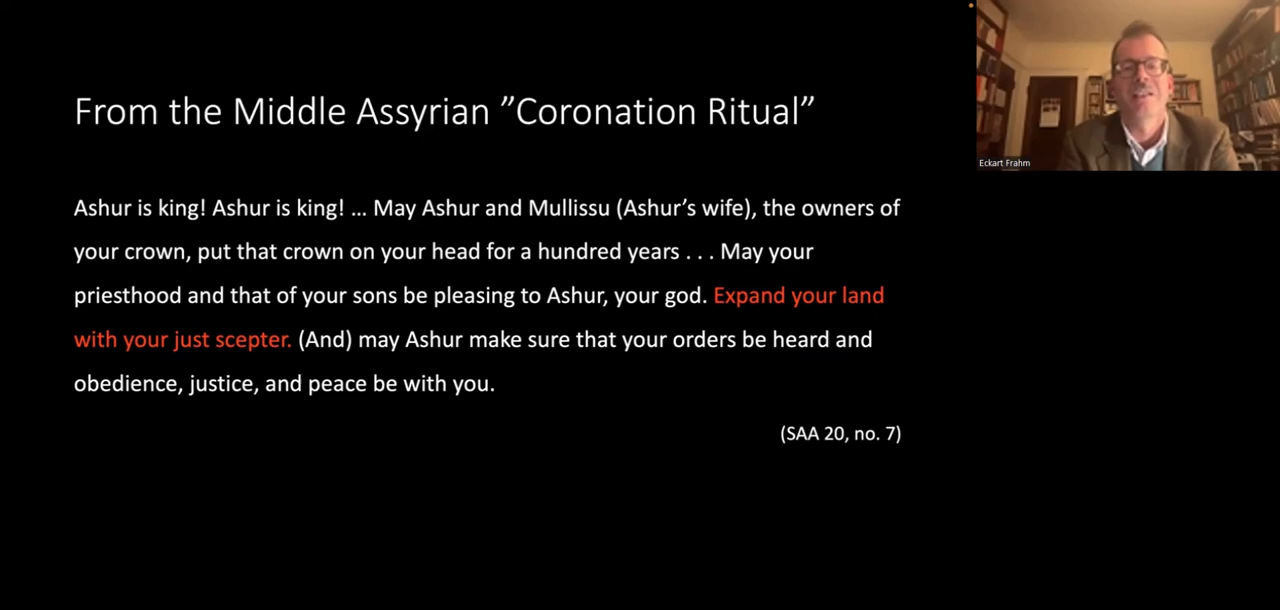 From the Middle Assyrian ”Coronation Ritual”
Eckart Frahm
Ashur is king! Ashur is king! ... May Ashur and Mullissu (Ashur’s wife), the owners of
your crown, put that crown on your head for a hundred years . . . May your
priesthood and that of your sons be pleasing to Ashur, your god. Expand your land
with your just scepter. (And) may Ashur make sure that your orders be heard and
obedience, justice, and peace be with you.
(SAA 20, no. 7)